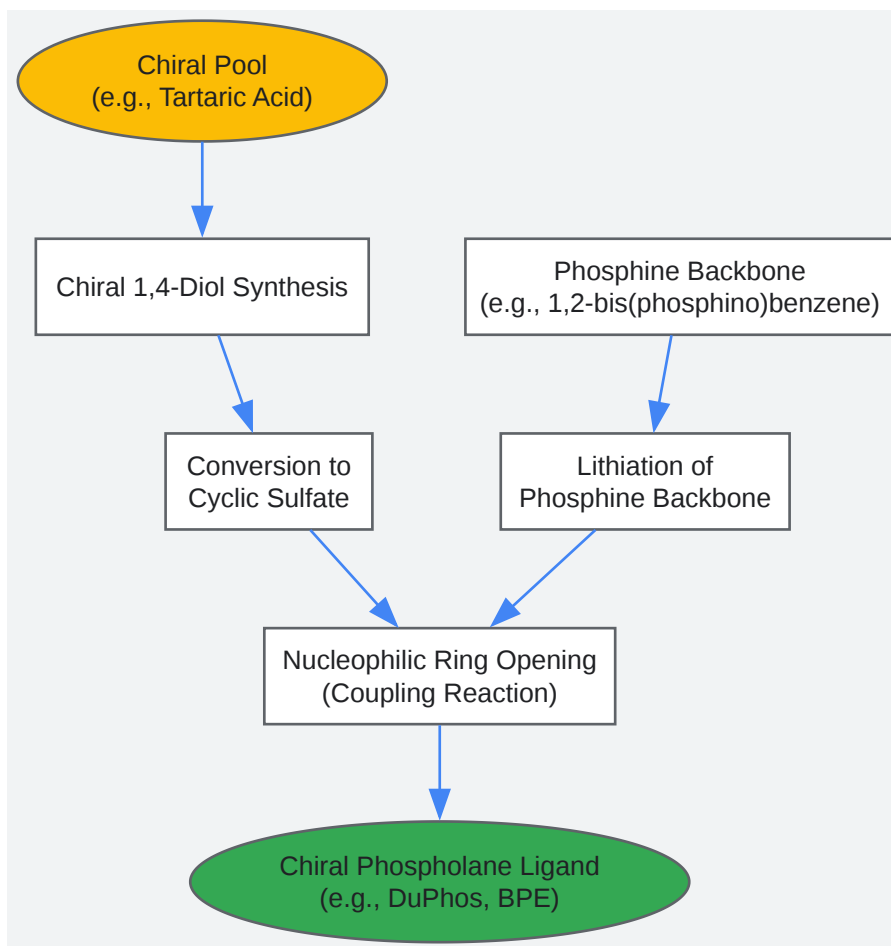 Chiral Pool
(e.g., Tartaric Acid)
Chiral 1,4-Diol Synthesis
Phosphine Backbone
(e.g., 1,2-bis(phosphino)benzene)
Conversion to
Cyclic Sulfate
Lithiation of
Phosphine Backbone
Nucleophilic Ring Opening
(Coupling Reaction)
Chiral Phospholane Ligand
(e.g., DuPhos, BPE)